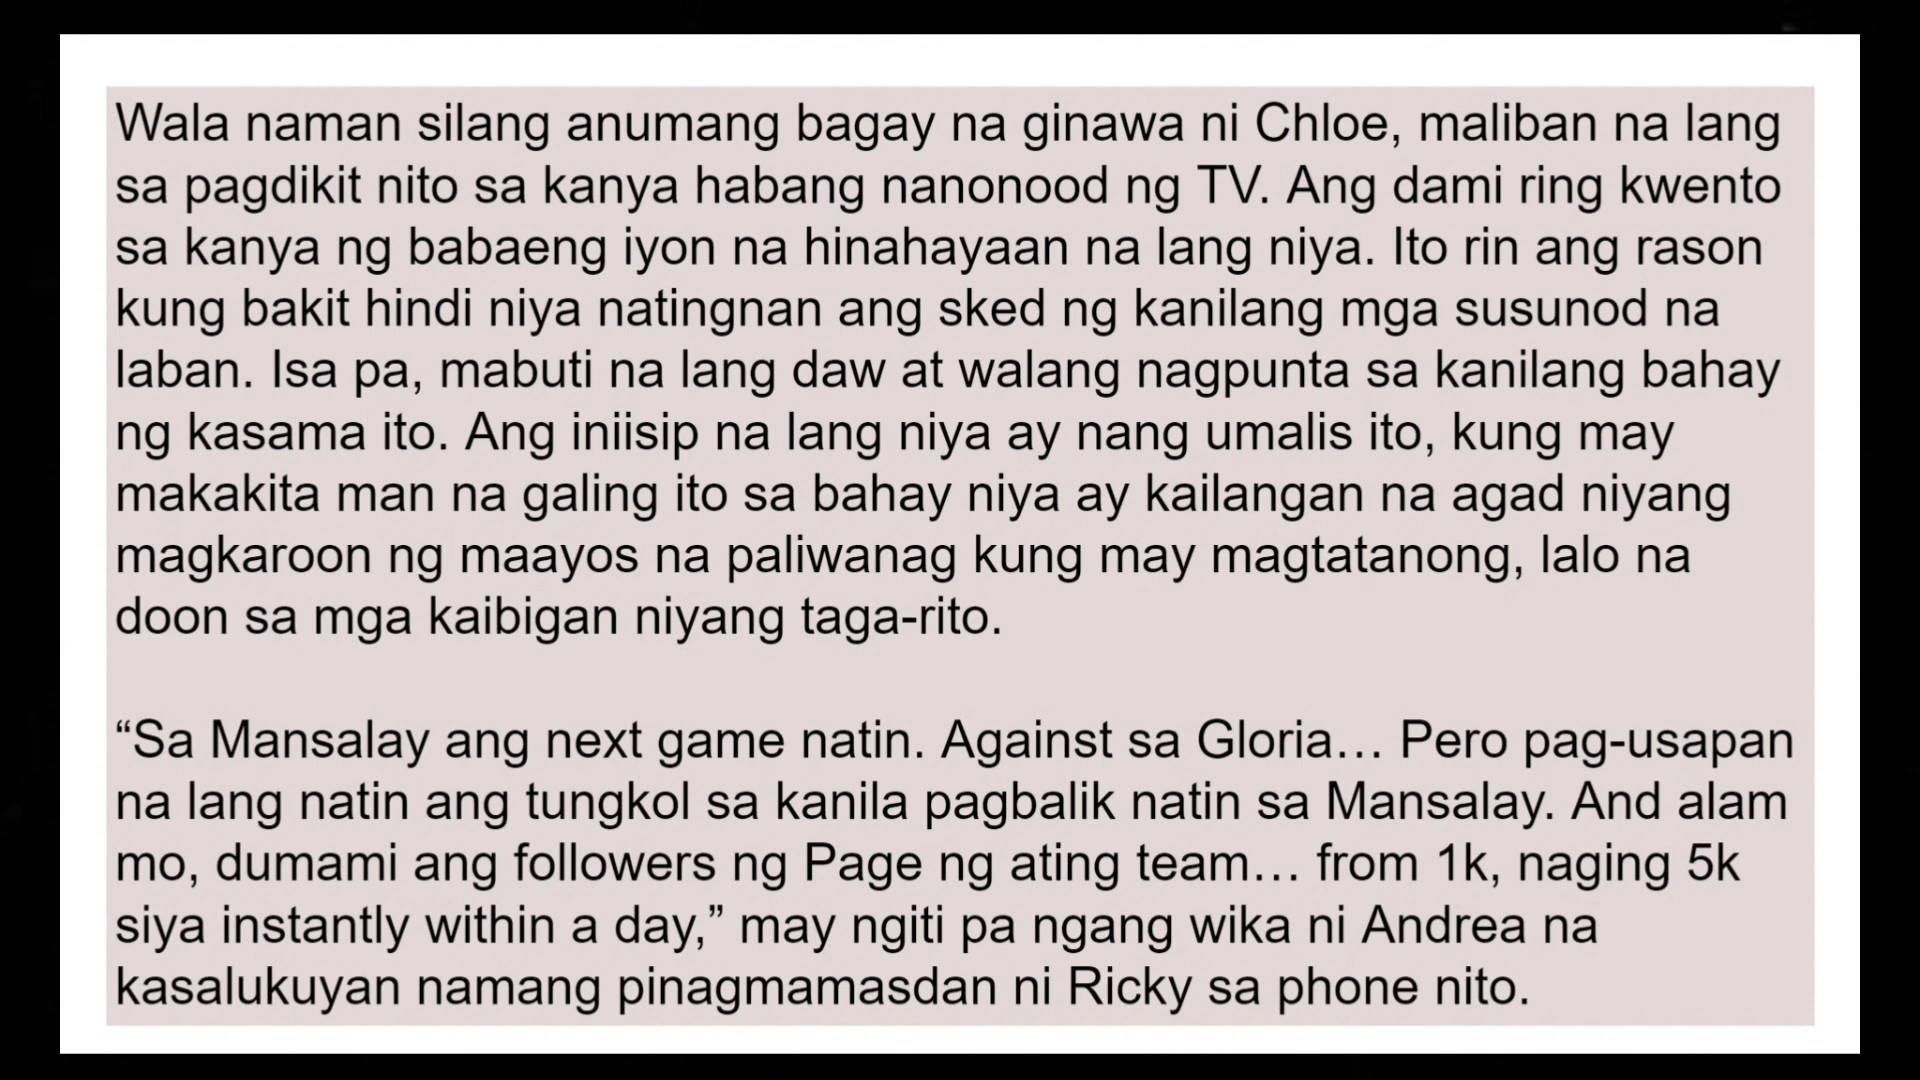 Wala naman silang anumang bagay na ginawa ni Chloe, maliban na lang
sa pagdikit nito sa kanya habang nanonood ng TV. Ang dami ring kwento
sa kanya ng babaeng iyon na hinahayaan na lang niya. Ito rin ang rason
kung bakit hindi niya natingnan ang sked ng kanilang mga susunod na
laban. Isa pa, mabuti na lang daw at walang nagpunta sa kanilang bahay
ng kasama ito. Ang iniisip na lang niya ay nang umalis ito, kung may
makakita man na galing ito sa bahay niya ay kailangan na agad niyang
magkaroon ng maayos na paliwanag kung may magtatanong, lalo na
doon sa mga kaibigan niyang taga-rito.
“Sa Mansalay ang next game natin. Against sa Gloria… Pero pag-usapan
na lang natin ang tungkol sa kanila pagbalik natin sa Mansalay. And alam
mo, dumami ang followers ng Page ng ating team… from 1k, naging 5k
siya instantly within a day,” may ngiti pa ngang wika ni Andrea na
kasalukuyan namang pinagmamasdan ni Ricky sa phone nito.